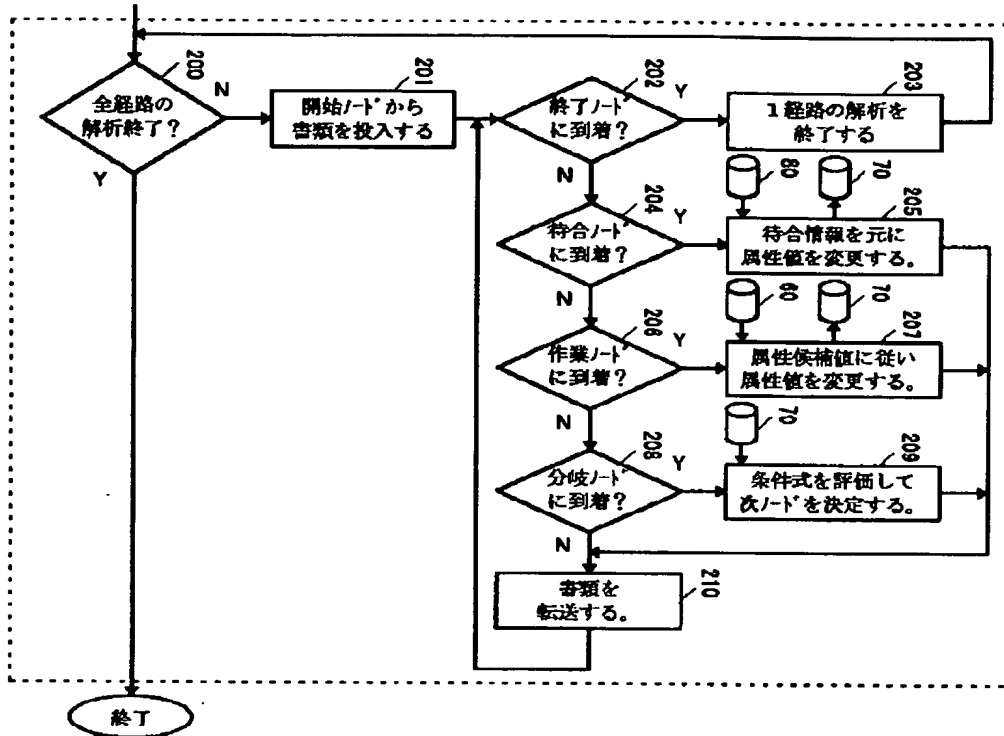 200
全経路の
解析終了？
N
Y
201
開始ノードから
書類を投入する
202
終了ノード
に到着？
Y
N
203
１経路の解析を
終了する
204
待合ノード
に到着？
Y
N
80
70
205
待合情報を元に
属性値を変更する。
206
作業ノード
に到着？
Y
N
60
70
207
属性候補値に従い
属性値を変更する。
208
分岐ノード
に到着？
Y
N
70
209
条件式を評価して
次ノードを決定する。
210
書類を
転送する。
終了